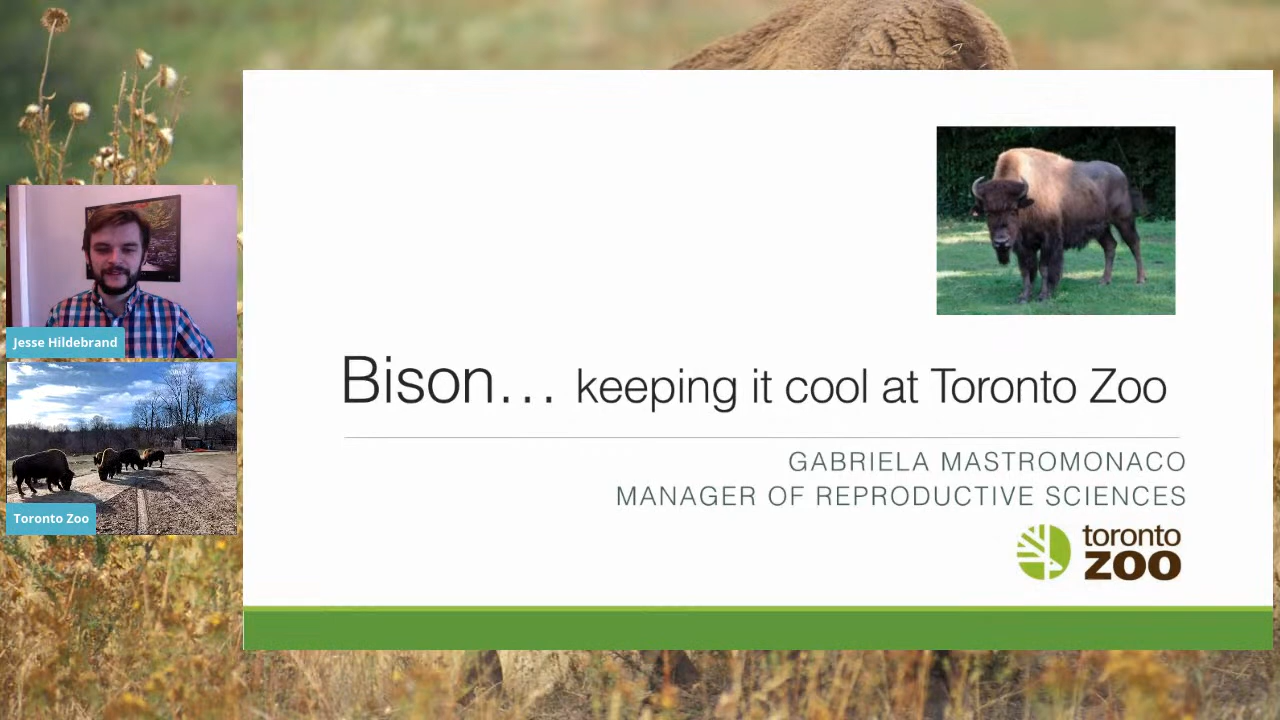 Jesse Hildebrand
Toronto Zoo
Bison... keeping it cool at Toronto Zoo
GABRIELA MASTROMONACO
MANAGER OF REPRODUCTIVE SCIENCES
toronto
zoo